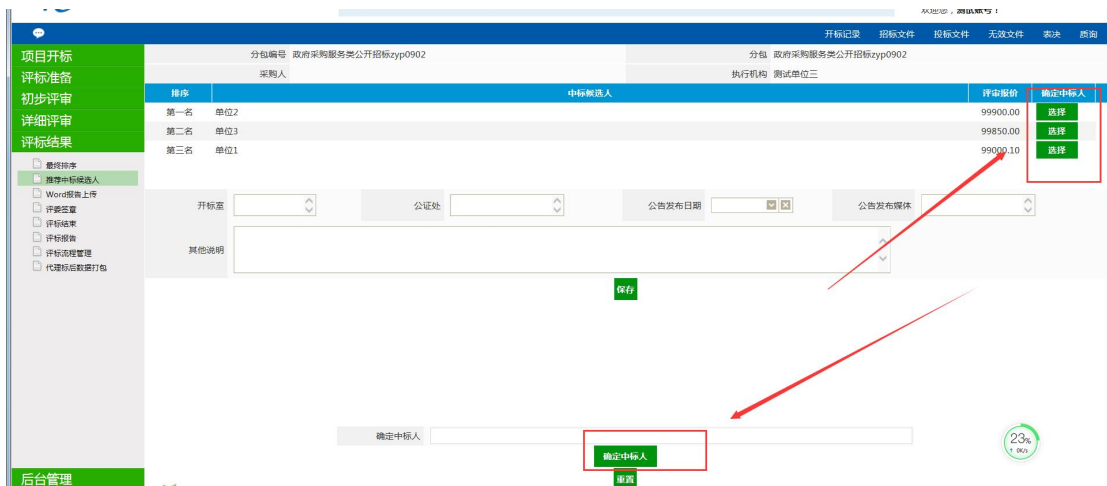 欢迎您，测试账号！
开标记录 招标文件 投标文件 无效文件 表决 质询
项目开标
评标准备
初步评审
详细评审
评标结果
最终排序
推荐中标候选人
Word报告上传
评委签章
评标结束
评标报告
评标流程管理
代理标后数据打包
后台管理
分包编号 政府采购服务类公开招标zyp0902 分包 政府采购服务类公开招标zyp0902
采购人 执行机构 测试单位三
排序 中标候选人 评审报价 确定中标人
第一名 单位2 99900.00 选择
第二名 单位3 99850.00 选择
第三名 单位1 99000.10 选择
开标室 公证处 公告发布日期 公告发布媒体
其他说明
保存
确定中标人
确定中标人
重置
23%
↑ 0K/s